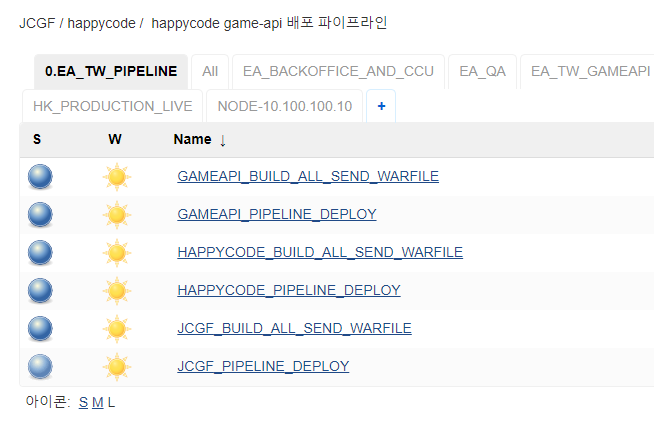 JCGF / happycode / happycode game-api 배포 파이프라인
0.EA_TW_PIPELINE All EA_BACKOFFICE_AND_CCU EA_QA EA_TW_GAMEAPI
HK_PRODUCTION_LIVE NODE-10.100.100.10 +
S W Name ↓
GAMEAPI_BUILD_ALL_SEND_WARFILE
GAMEAPI_PIPELINE_DEPLOY
HAPPYCODE_BUILD_ALL_SEND_WARFILE
HAPPYCODE_PIPELINE_DEPLOY
JCGF_BUILD_ALL_SEND_WARFILE
JCGF_PIPELINE_DEPLOY
아이콘: S M L